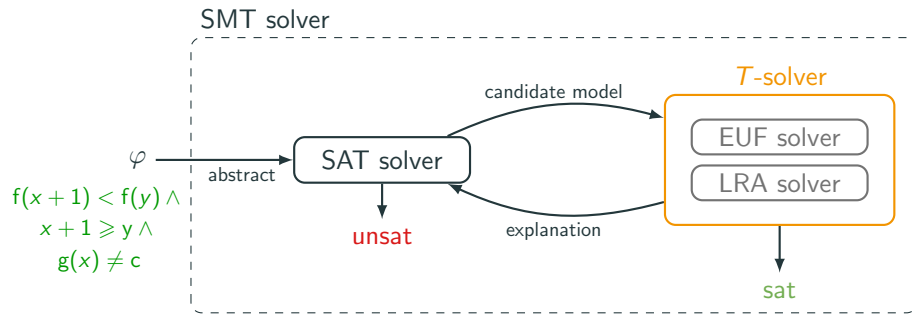 SMT solver
T-solver
candidate model
EUF solver
φ
abstract
SAT solver
LRA solver
f(x + 1) < f(y) ∧
x + 1 ⩾ y ∧
g(x) ≠ c
unsat
explanation
sat